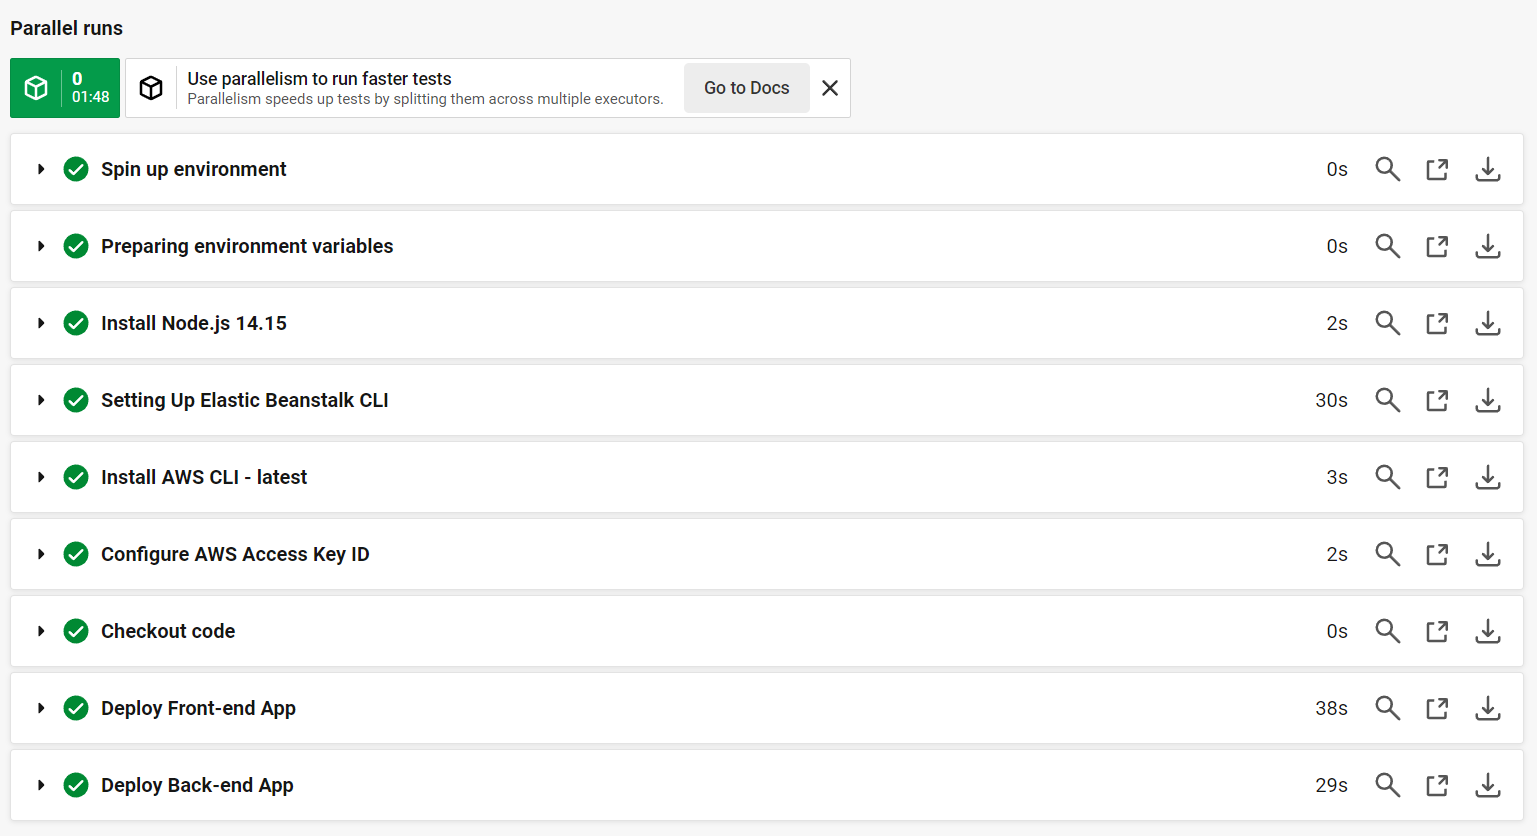 Parallel runs
0
01:48
Use parallelism to run faster tests
Parallelism speeds up tests by splitting them across multiple executors.
Go to Docs
Spin up environment 0s
Preparing environment variables 0s
Install Node.js 14.15 2s
Setting Up Elastic Beanstalk CLI 30s
Install AWS CLI - latest 3s
Configure AWS Access Key ID 2s
Checkout code 0s
Deploy Front-end App 38s
Deploy Back-end App 29s